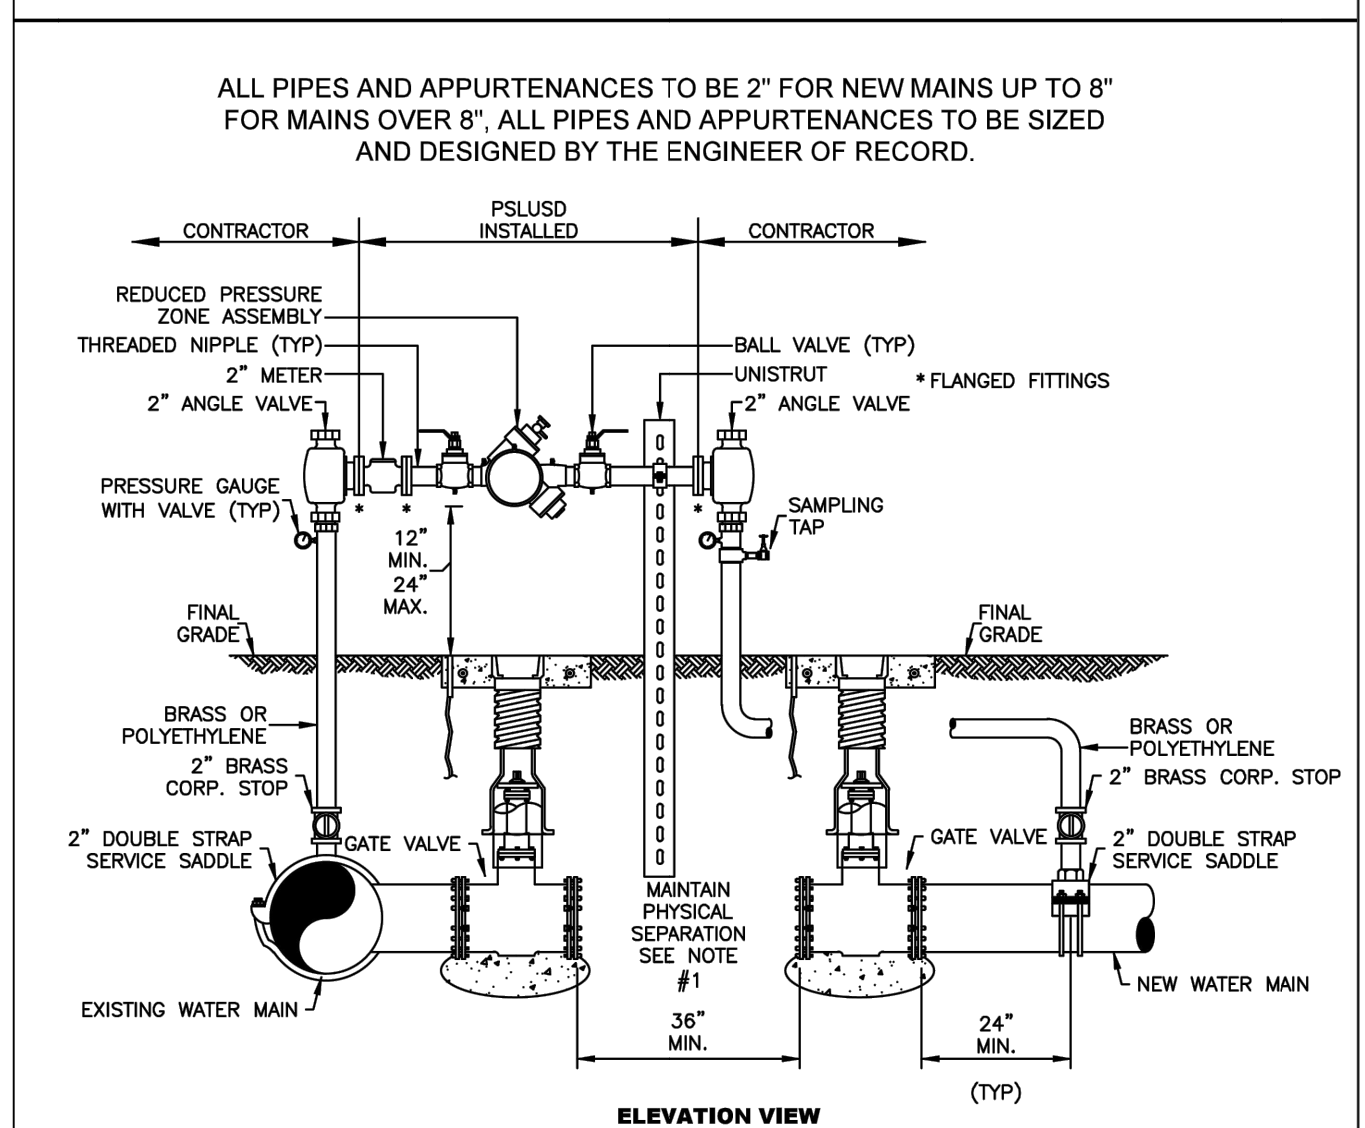 ALL PIPES AND APPURTENANCES TO BE 2" FOR NEW MAINS UP TO 8"
FOR MAINS OVER 8", ALL PIPES AND APPURTENANCES TO BE SIZED
AND DESIGNED BY THE ENGINEER OF RECORD.
CONTRACTOR
PSLUSD
INSTALLED
CONTRACTOR
REDUCED PRESSURE
ZONE ASSEMBLY
THREADED NIPPLE (TYP)
2" METER
2" ANGLE VALVE
BALL VALVE (TYP)
UNISTRUT
* FLANGED FITTINGS
2" ANGLE VALVE
PRESSURE GAUGE
WITH VALVE (TYP)
*
*
*
SAMPLING
TAP
12"
MIN.
24"
MAX.
FINAL
GRADE
FINAL
GRADE
BRASS OR
POLYETHYLENE
BRASS OR
POLYETHYLENE
2" BRASS
CORP. STOP
2" BRASS CORP. STOP
2" DOUBLE STRAP
SERVICE SADDLE
GATE VALVE
GATE VALVE
2" DOUBLE STRAP
SERVICE SADDLE
MAINTAIN
PHYSICAL
SEPARATION
SEE NOTE
#1
EXISTING WATER MAIN
NEW WATER MAIN
36"
MIN.
24"
MIN.
(TYP)
ELEVATION VIEW